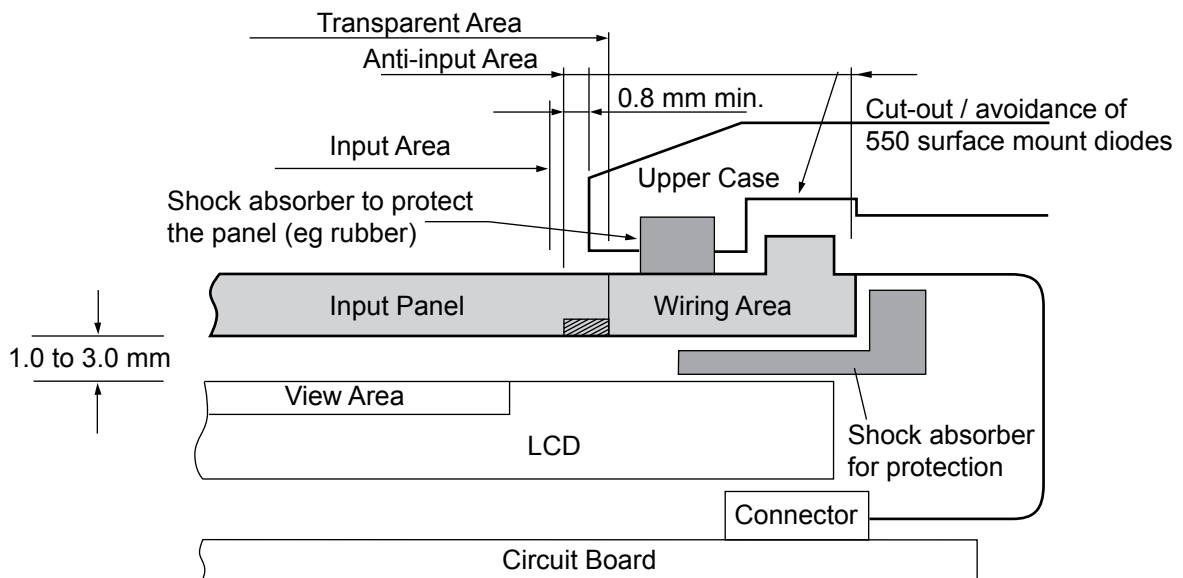 Transparent Area
Anti-input Area
0.8 mm min.
Cut-out / avoidance of
550 surface mount diodes
Input Area
Upper Case
Shock absorber to protect
the panel (eg rubber)
Input Panel
Wiring Area
1.0 to 3.0 mm
View Area
LCD
Shock absorber
for protection
Connector
Circuit Board